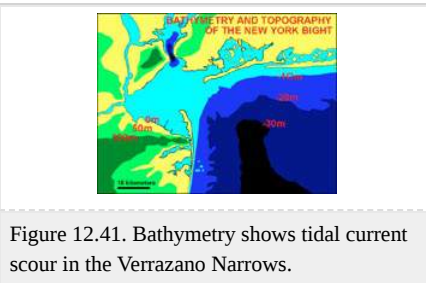 BATHYMETRY AND TOPOGRAPHY
OF THE NEW YORK BIGHT
-10m
-20m
-30m
0m
50m
10 kilometers
Figure 12.41. Bathymetry shows tidal current
scour in the Verrazano Narrows.